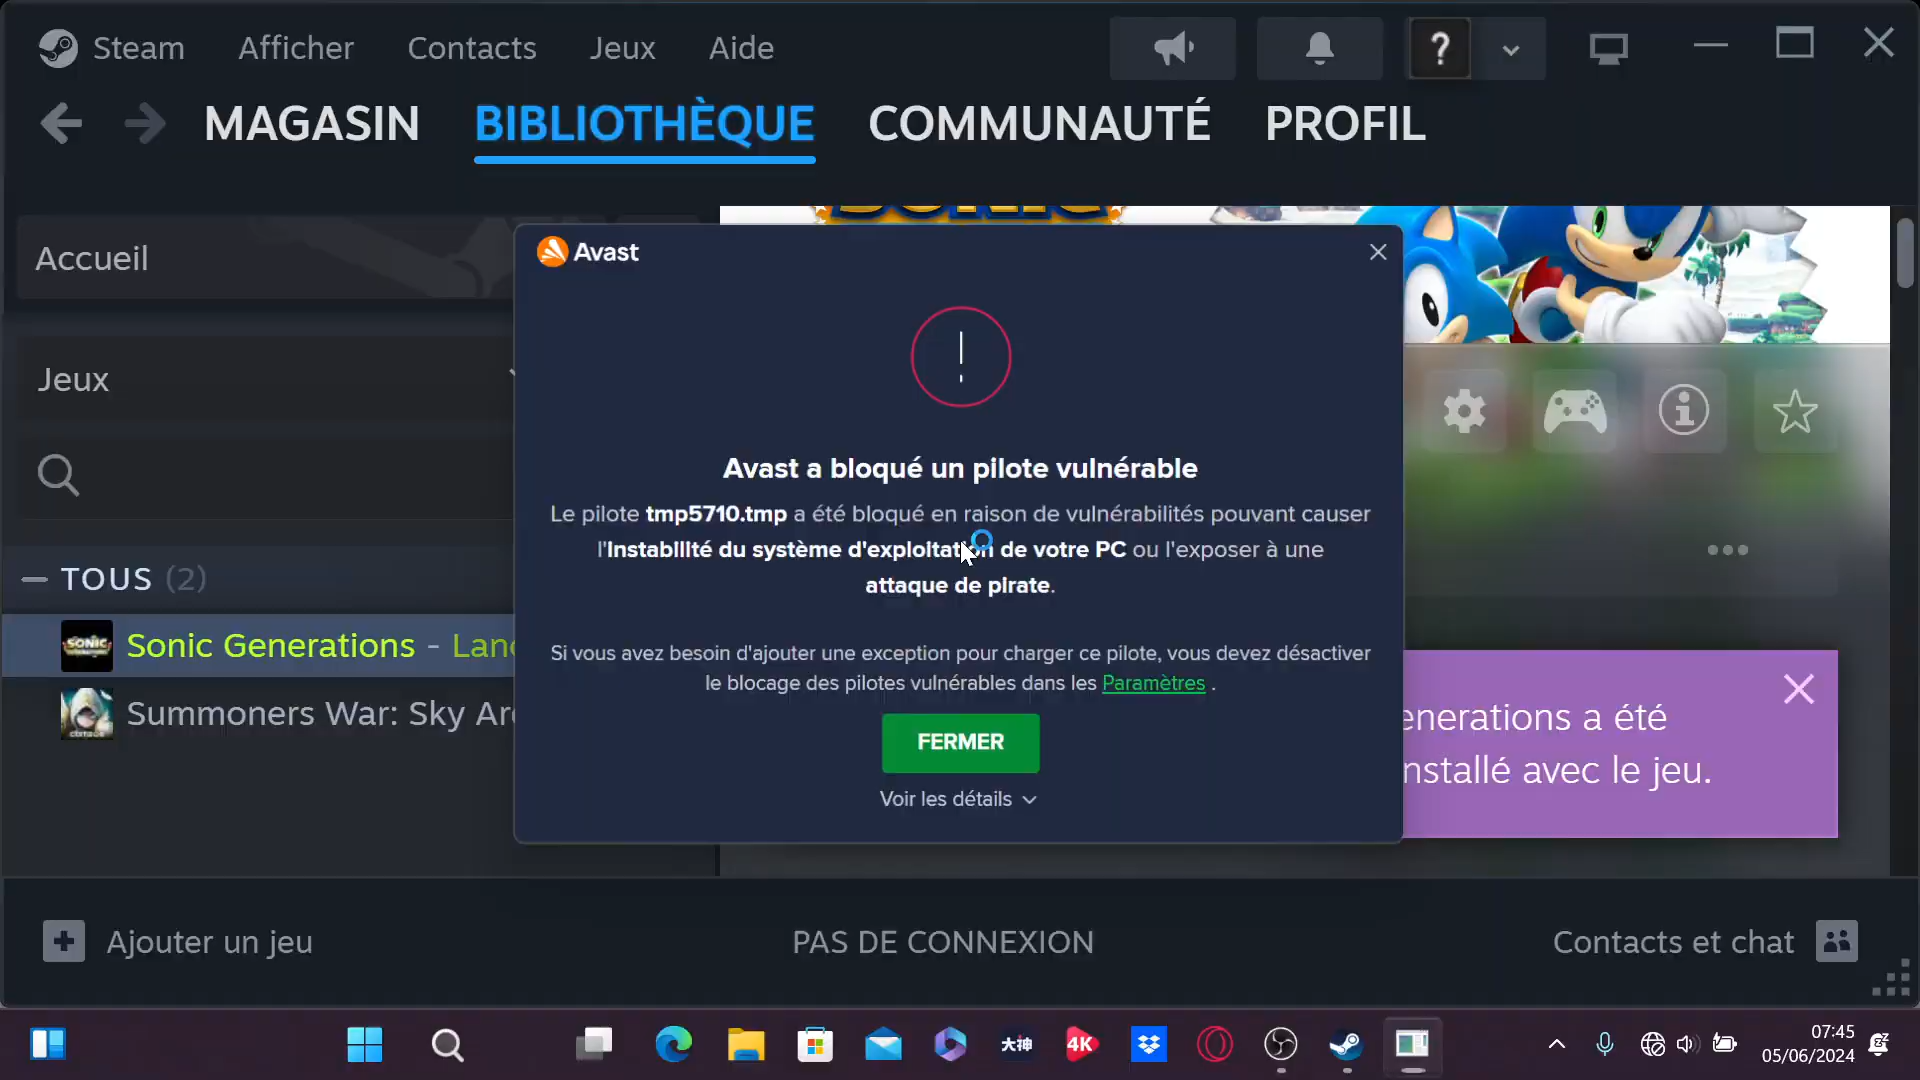 Steam Afficher Contacts Jeux Aide
MAGASIN BIBLIOTHÈQUE COMMUNAUTÉ PROFIL
Accueil
Jeux
TOUS (2)
SONIC
Sonic Generations - Lan
Summoners War: Sky Ar
Avast
Avast a bloqué un pilote vulnérable
Le pilote tmp5710.tmp a été bloqué en raison de vulnérabilités pouvant causer
l'Instabilité du système d'exploitation de votre PC ou l'exposer à une
attaque de pirate.
Si vous avez besoin d'ajouter une exception pour charger ce pilote, vous devez désactiver
le blocage des pilotes vulnérables dans les Paramètres .
FERMER
Voir les détails
enerations a été
nstallé avec le jeu.
Ajouter un jeu
PAS DE CONNEXION
Contacts et chat
大神
4K
07:45
05/06/2024